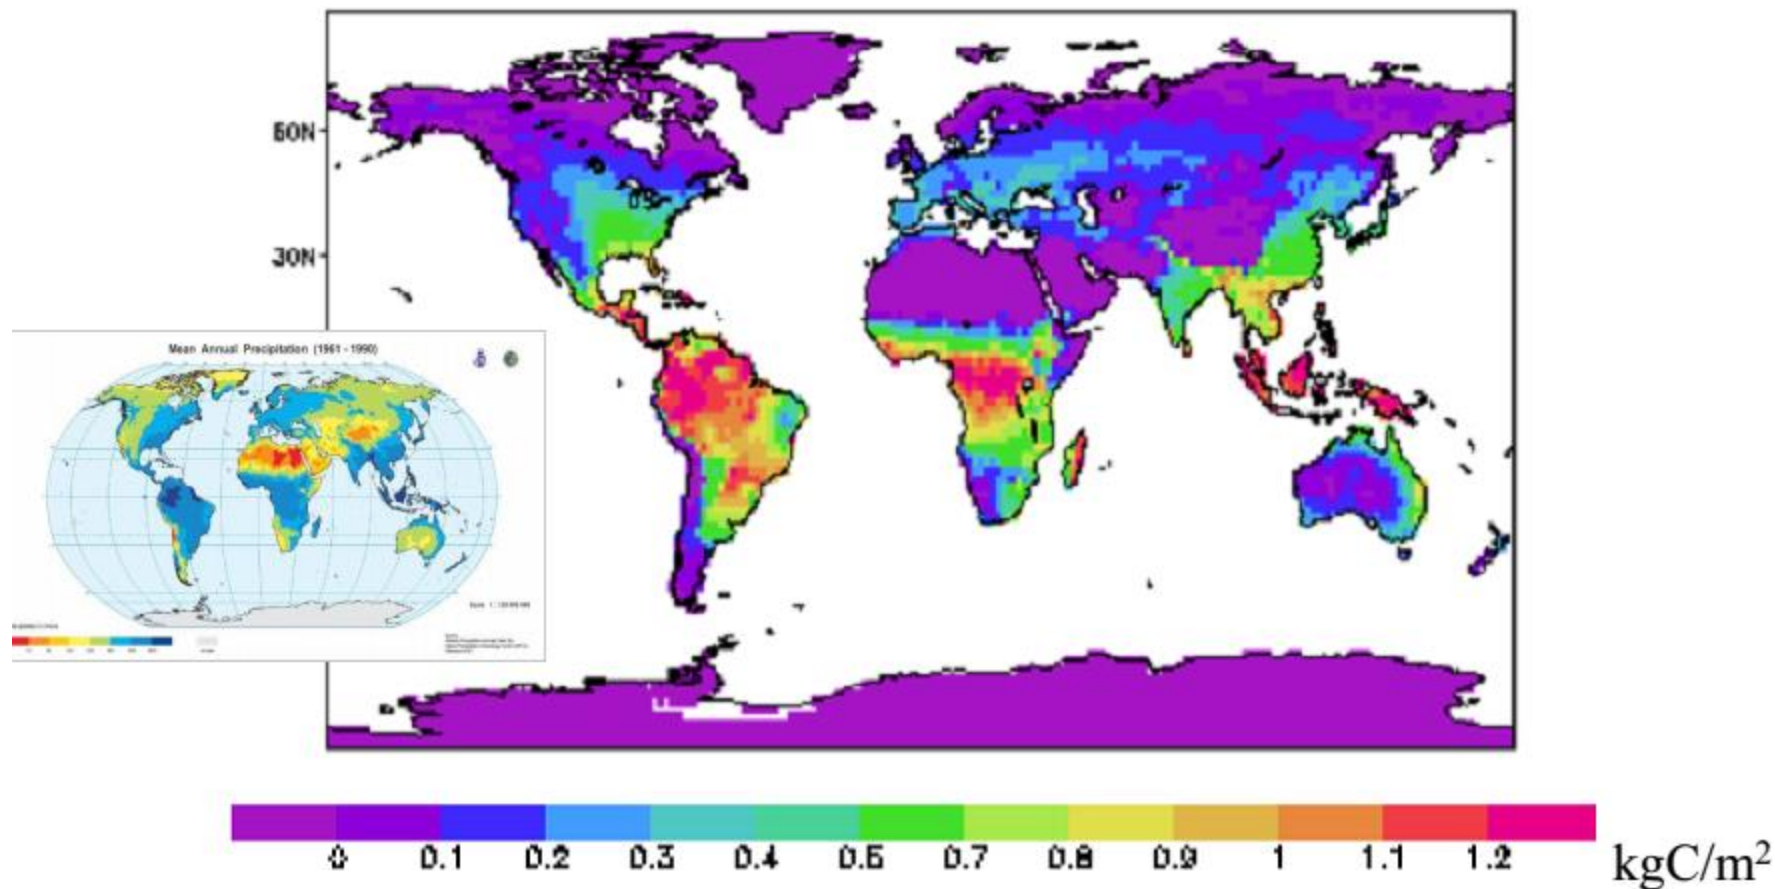 60N
30N
Mean Annual Precipitation (1961 - 1990)
0 0.1 0.2 0.3 0.4 0.5 0.7 0.8 0.9 1 1.1 1.2
kgC/m²